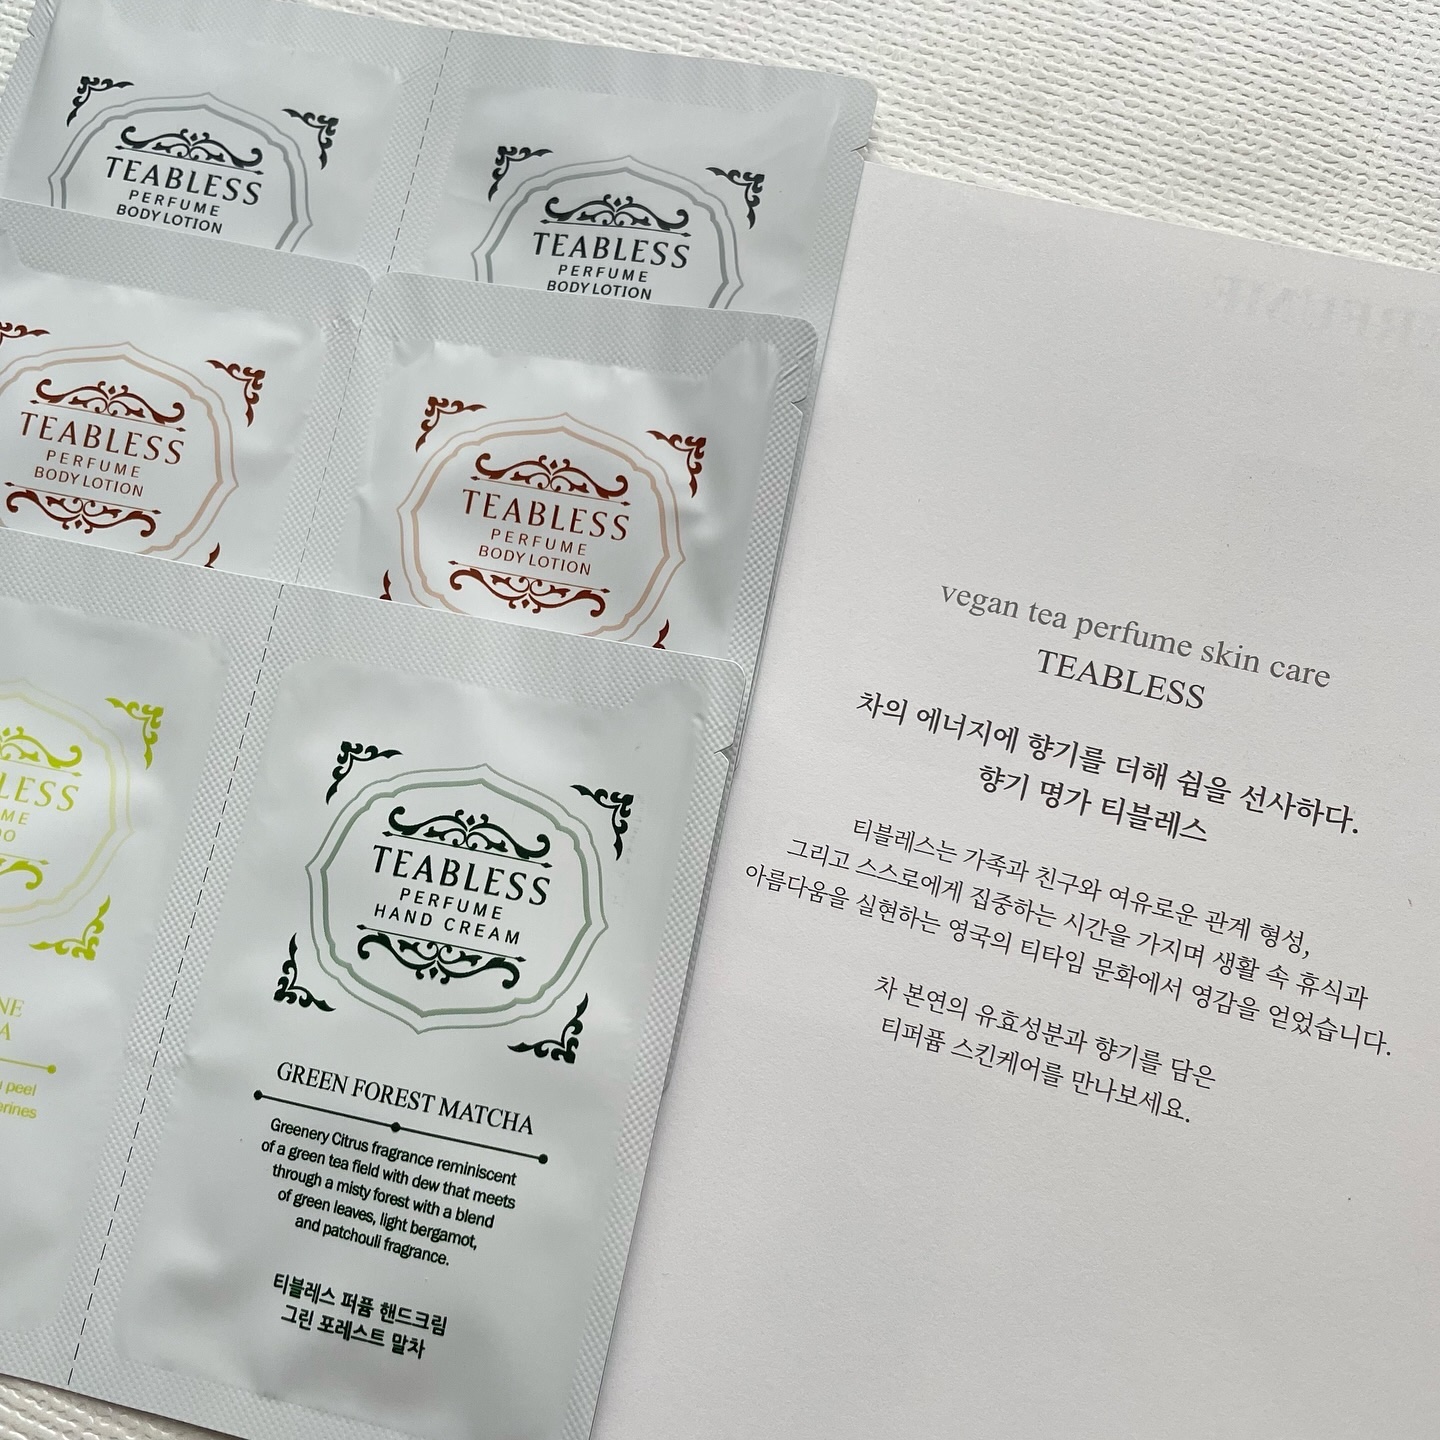 TEABLESS
PERFUME
BODY LOTION
TEABLESS
PERFUME
BODY LOTION
TEABLESS
PERFUME
BODY LOTION
TEABLESS
PERFUME
BODY LOTION
LESS
ME
OO
NE
A
peel
erines
TEABLESS
PERFUME
HAND CREAM
GREEN FOREST MATCHA
Greenery Citrus fragrance reminiscent
of a green tea field with dew that meets
through a misty forest with a blend
of green leaves, light bergamot,
and patchouli fragrance.
티블레스 퍼퓸 핸드크림
그린 포레스트 말차
vegan tea perfume skin care
TEABLESS
차의 에너지에 향기를 더해 쉼을 선사하다.
향기 명가 티블레스
티블레스는 가족과 친구와 여유로운 관계 형성,
그리고 스스로에게 집중하는 시간을 가지며 생활 속 휴식과
아름다움을 실현하는 영국의 티타임 문화에서 영감을 얻었습니다.
차 본연의 유효성분과 향기를 담은
티퍼퓸 스킨케어를 만나보세요.